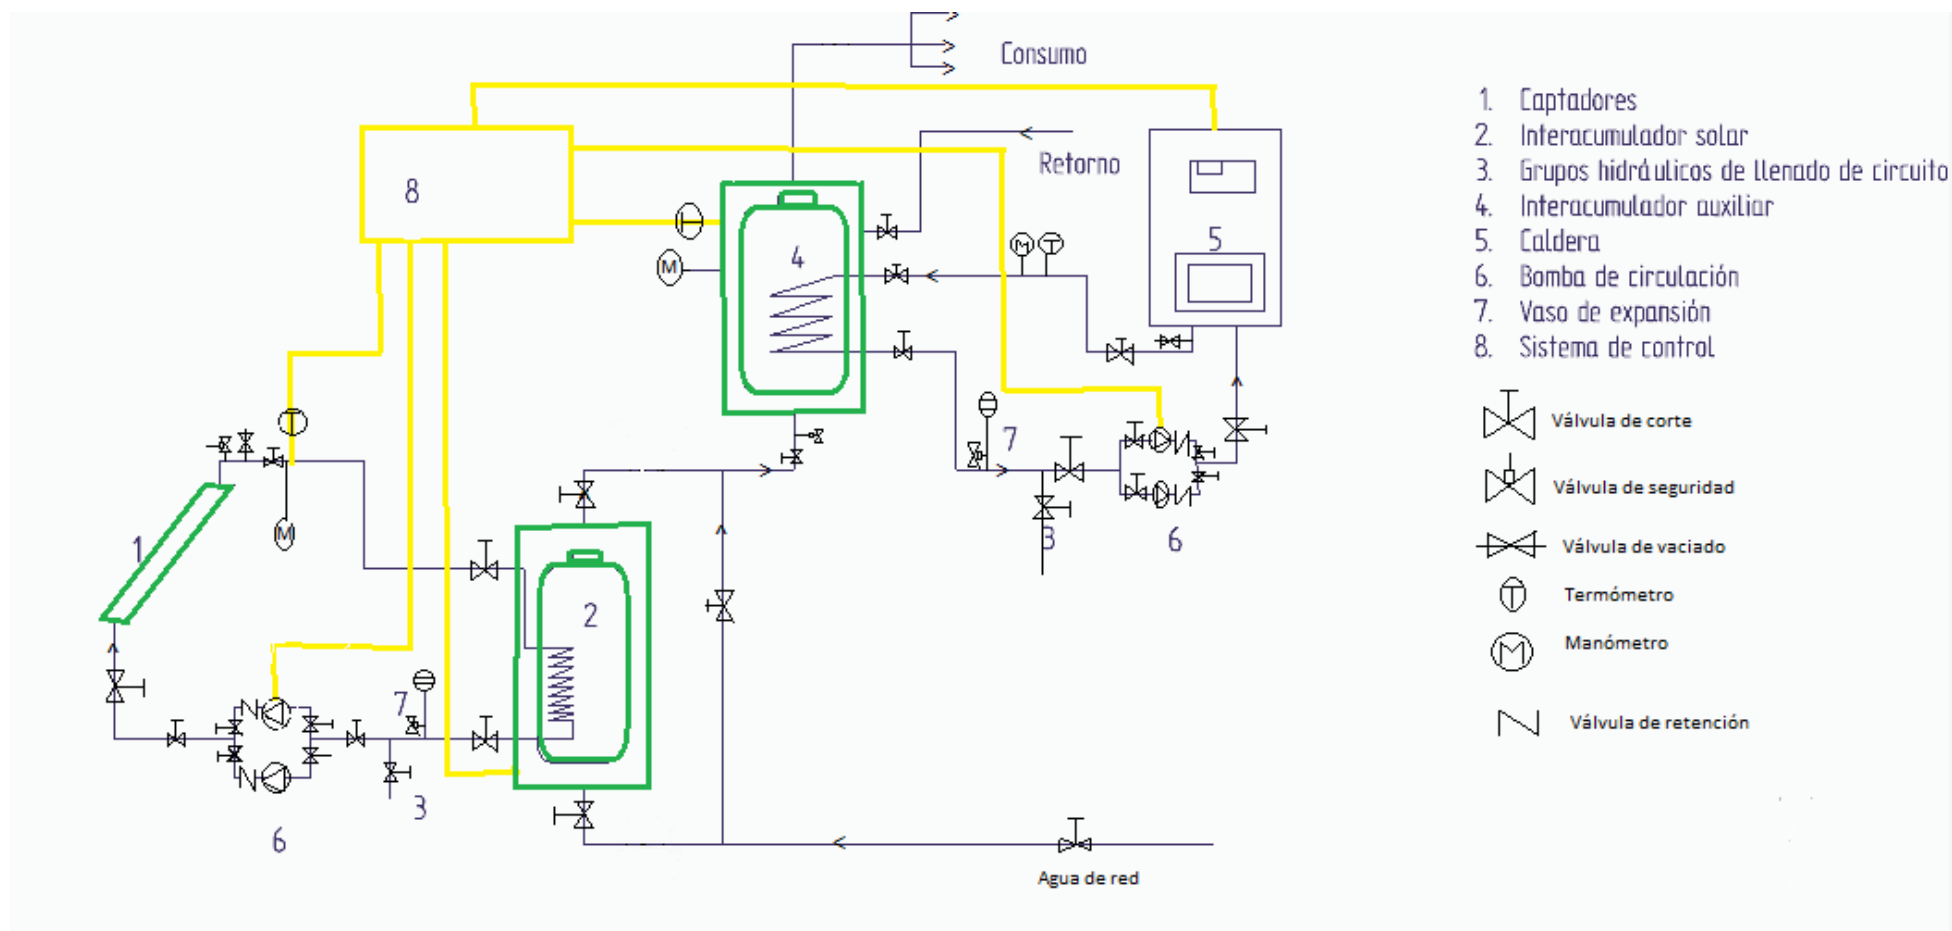 Consumo
8
Retorno
M
4
M
T
5
T
7
1
M
3
6
2
7
3
6
Agua de red
1. Captadores
2. Interacumulador solar
3. Grupos hidráulicos de llenado de circuito
4. Interacumulador auxiliar
5. Caldera
6. Bomba de circulación
7. Vaso de expansión
8. Sistema de control
Válvula de corte
Válvula de seguridad
Válvula de vaciado
T Termómetro
M Manómetro
Válvula de retención